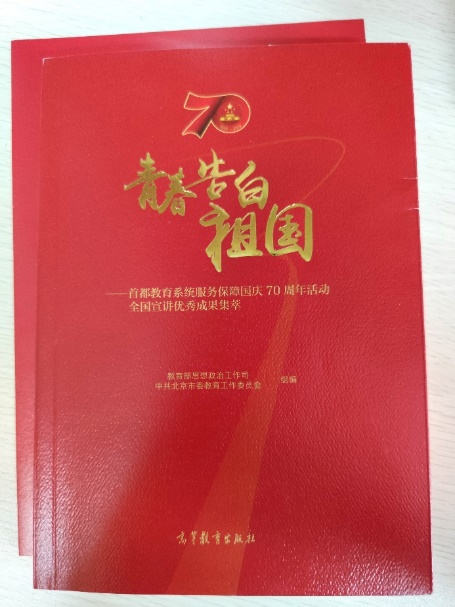 70
青春告白
祖国
——首都教育系统服务保障国庆70周年活动
全国宣讲优秀成果集萃
教育部思想政治工作司
中共北京市委教育工作委员会
组编
高等教育出版社